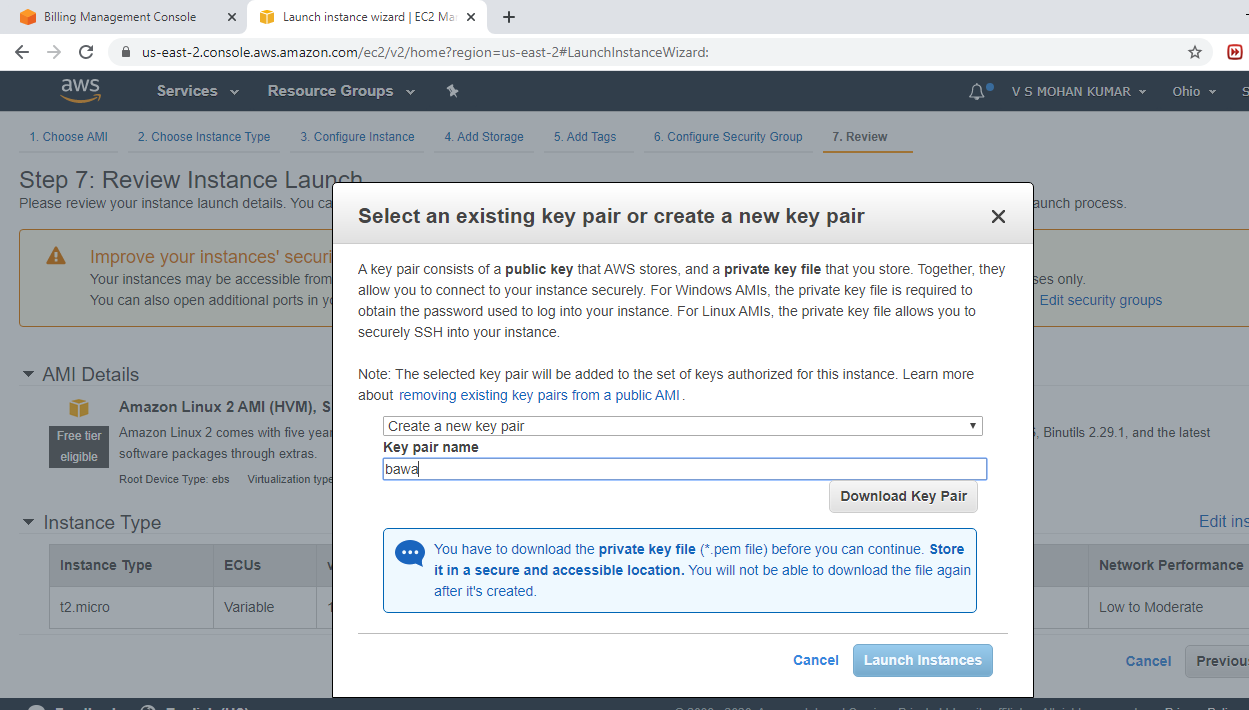 Billing Management Console
Launch instance wizard | EC2 Ma
us-east-2.console.aws.amazon.com/ec2/v2/home?region=us-east-2#LaunchInstanceWizard:
aws Services Resource Groups V S MOHAN KUMAR Ohio S
1. Choose AMI 2. Choose Instance Type 3. Configure Instance 4. Add Storage 5. Add Tags 6. Configure Security Group 7. Review
Step 7: Review Instance Launch
Please review your instance launch details. You ca
aunch process.
Improve your instances' securi
Your instances may be accessible from
ses only.
You can also open additional ports in yo
Edit security groups
AMI Details
Amazon Linux 2 AMI (HVM), S
Free tier
eligible
Amazon Linux 2 comes with five year
, Binutils 2.29.1, and the latest
software packages through extras.
Root Device Type: ebs Virtualization type
Instance Type
Edit ins
Instance Type ECUs v Network Performance
t2.micro Variable 1 Low to Moderate
Cancel Previous
Select an existing key pair or create a new key pair
A key pair consists of a public key that AWS stores, and a private key file that you store. Together, they
allow you to connect to your instance securely. For Windows AMIs, the private key file is required to
obtain the password used to log into your instance. For Linux AMIs, the private key file allows you to
securely SSH into your instance.
Note: The selected key pair will be added to the set of keys authorized for this instance. Learn more
about removing existing key pairs from a public AMI .
Create a new key pair
Key pair name
bawa
Download Key Pair
You have to download the private key file (*.pem file) before you can continue. Store
it in a secure and accessible location. You will not be able to download the file again
after it's created.
Cancel Launch Instances